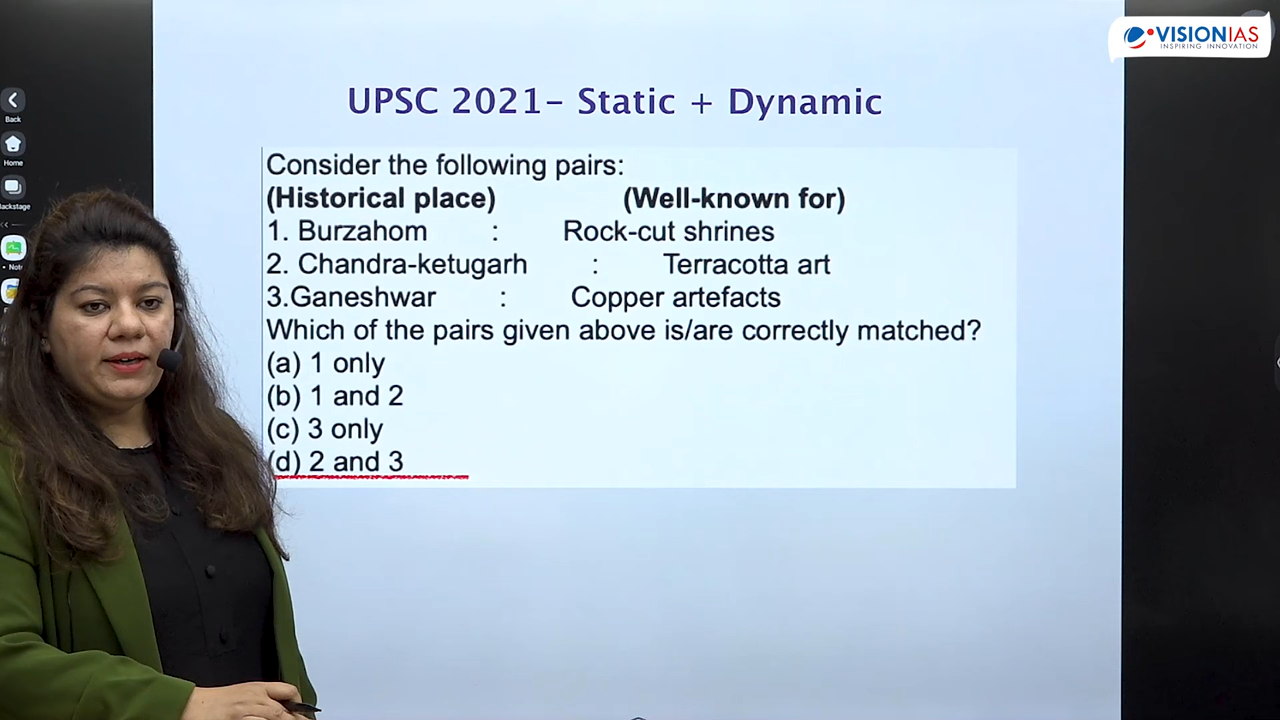 VISIONIAS
INSPIRING INNOVATION
UPSC 2021– Static + Dynamic
Back
Home
Backstage
Consider the following pairs:
(Historical place) (Well-known for)
1. Burzahom : Rock-cut shrines
2. Chandra-ketugarh : Terracotta art
3.Ganeshwar : Copper artefacts
Which of the pairs given above is/are correctly matched?
(a) 1 only
(b) 1 and 2
(c) 3 only
(d) 2 and 3